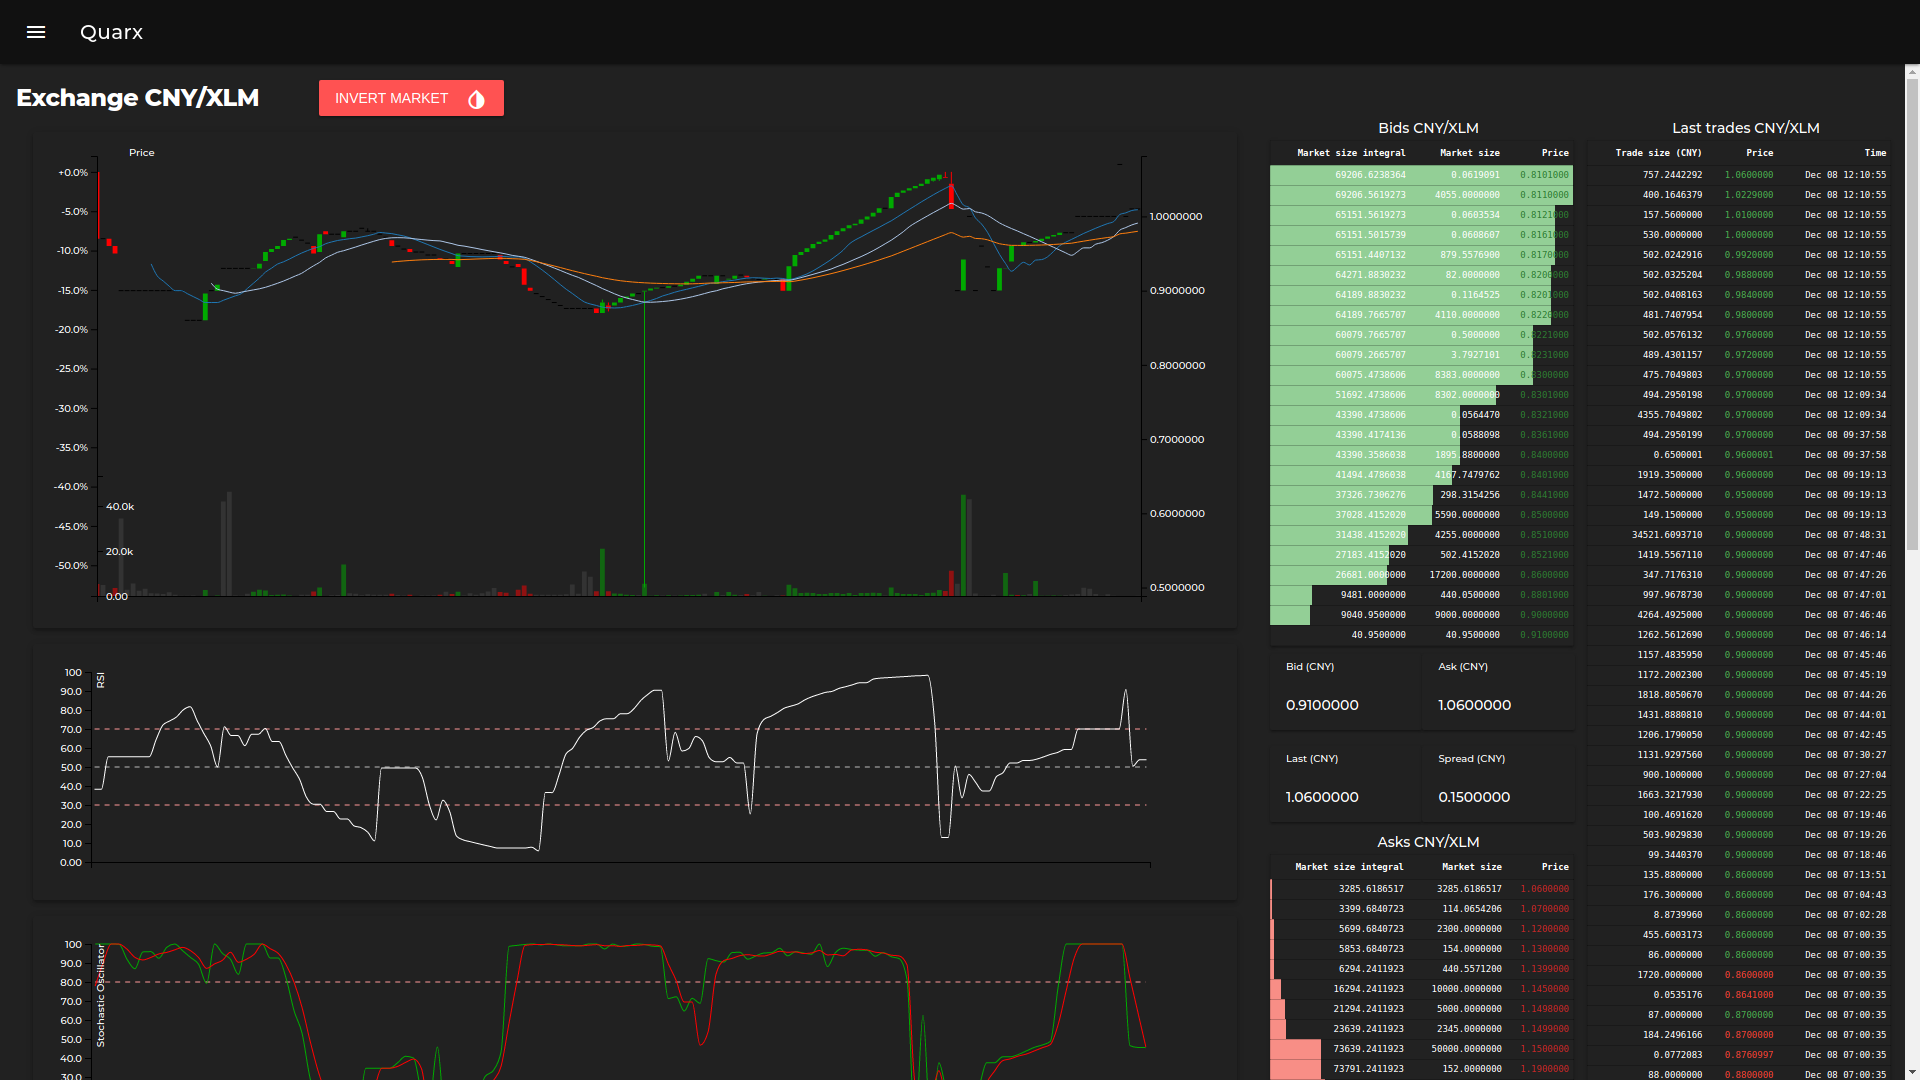 Quarx
Exchange CNY/XLM
INVERT MARKET
Price
+0.0%
-5.0%
-10.0%
-15.0%
-20.0%
-25.0%
-30.0%
-35.0%
-40.0%
-45.0%
-50.0%
40.0k
20.0k
0.00
1.0000000
0.9000000
0.8000000
0.7000000
0.6000000
0.5000000
RSI
100
90.0
80.0
70.0
60.0
50.0
40.0
30.0
20.0
10.0
0.00
Stochastic Oscillator
100
90.0
80.0
70.0
60.0
50.0
40.0
30.0
Bids CNY/XLM
Market size integral Market size Price
69206.6238364 0.0619091 0.8101000
69206.5619273 4055.0000000 0.8110000
65151.5619273 0.0603534 0.8121000
65151.5015739 0.0608607 0.8161000
65151.4407132 879.5576900 0.8170000
64271.8830232 82.0000000 0.8200000
64189.8830232 0.1164525 0.8201000
64189.7665707 4110.0000000 0.8220000
60079.7665707 0.5000000 0.8221000
60079.2665707 3.7927101 0.8231000
60075.4738606 8383.0000000 0.8300000
51692.4738606 8302.0000000 0.8301000
43390.4738606 0.0564470 0.8321000
43390.4174136 0.0588098 0.8361000
43390.3586038 1895.8800000 0.8400000
41494.4786038 4167.7479762 0.8401000
37326.7306276 298.3154256 0.8441000
37028.4152020 5590.0000000 0.8500000
31438.4152020 4255.0000000 0.8510000
27183.4152020 502.4152020 0.8521000
26681.0000000 17200.0000000 0.8600000
9481.0000000 440.0500000 0.8801000
9040.9500000 9000.0000000 0.9000000
40.9500000 40.9500000 0.9100000
Bid (CNY)
0.9100000
Ask (CNY)
1.0600000
Last (CNY)
1.0600000
Spread (CNY)
0.1500000
Asks CNY/XLM
Market size integral Market size Price
3285.6186517 3285.6186517 1.0600000
3399.6840723 114.0654206 1.0700000
5699.6840723 2300.0000000 1.1200000
5853.6840723 154.0000000 1.1300000
6294.2411923 440.5571200 1.1399000
16294.2411923 10000.0000000 1.1450000
21294.2411923 5000.0000000 1.1498000
23639.2411923 2345.0000000 1.1499000
73639.2411923 50000.0000000 1.1500000
73791.2411923 152.0000000 1.1900000
Last trades CNY/XLM
Trade size (CNY) Price Time
757.2442292 1.0600000 Dec 08 12:10:55
400.1646379 1.0229000 Dec 08 12:10:55
157.5600000 1.0100000 Dec 08 12:10:55
530.0000000 1.0000000 Dec 08 12:10:55
502.0242916 0.9920000 Dec 08 12:10:55
502.0325204 0.9880000 Dec 08 12:10:55
502.0408163 0.9840000 Dec 08 12:10:55
481.7407954 0.9800000 Dec 08 12:10:55
502.0576132 0.9760000 Dec 08 12:10:55
489.4301157 0.9720000 Dec 08 12:10:55
475.7049803 0.9700000 Dec 08 12:10:55
494.2950198 0.9700000 Dec 08 12:09:34
4355.7049802 0.9700000 Dec 08 12:09:34
494.2950199 0.9700000 Dec 08 09:37:58
0.6500001 0.9600001 Dec 08 09:37:58
1919.3500000 0.9600000 Dec 08 09:19:13
1472.5000000 0.9500000 Dec 08 09:19:13
149.1500000 0.9500000 Dec 08 09:19:13
34521.6093710 0.9000000 Dec 08 07:48:31
1419.5567110 0.9000000 Dec 08 07:47:46
347.7176310 0.9000000 Dec 08 07:47:26
997.9678730 0.9000000 Dec 08 07:47:01
4264.4925000 0.9000000 Dec 08 07:46:46
1262.5612690 0.9000000 Dec 08 07:46:14
1157.4835950 0.9000000 Dec 08 07:45:46
1172.2002300 0.9000000 Dec 08 07:45:19
1818.8050670 0.9000000 Dec 08 07:44:26
1431.8880810 0.9000000 Dec 08 07:44:01
1206.1790050 0.9000000 Dec 08 07:42:45
1131.9297560 0.9000000 Dec 08 07:30:27
900.1000000 0.9000000 Dec 08 07:27:04
1663.3217930 0.9000000 Dec 08 07:22:25
100.4691620 0.9000000 Dec 08 07:19:46
503.9029830 0.9000000 Dec 08 07:19:26
99.3440370 0.9000000 Dec 08 07:18:46
135.8800000 0.8600000 Dec 08 07:13:51
176.3000000 0.8600000 Dec 08 07:04:43
8.8739960 0.8600000 Dec 08 07:02:28
455.6003173 0.8600000 Dec 08 07:00:35
86.0000000 0.8600000 Dec 08 07:00:35
1720.0000000 0.8600000 Dec 08 07:00:35
0.0535176 0.8641000 Dec 08 07:00:35
87.0000000 0.8700000 Dec 08 07:00:35
184.2496166 0.8700000 Dec 08 07:00:35
0.0772083 0.8760997 Dec 08 07:00:35
88.0000000 0.8800000 Dec 08 07:00:35